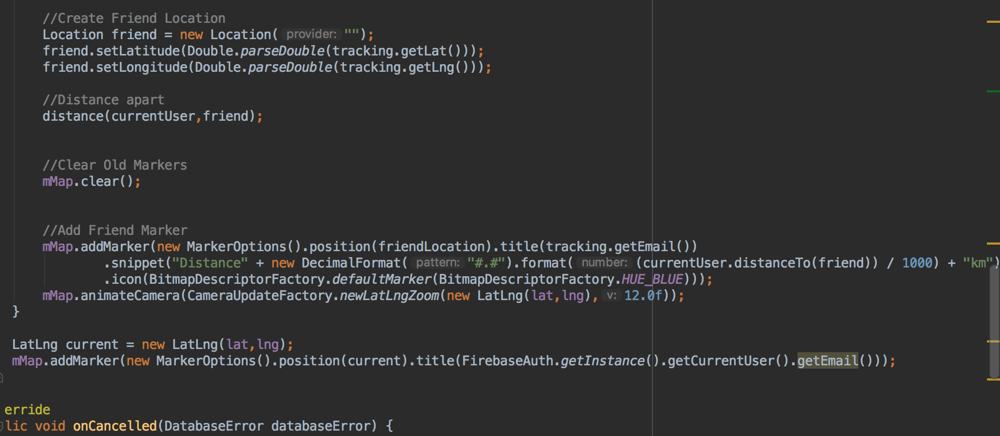 //Create Friend Location
Location friend = new Location( provider: "");
friend.setLatitude(Double.parseDouble(tracking.getLat()));
friend.setLongitude(Double.parseDouble(tracking.getLng()));
//Distance apart
distance(currentUser,friend);
//Clear Old Markers
mMap.clear();
//Add Friend Marker
mMap.addMarker(new MarkerOptions().position(friendLocation).title(tracking.getEmail())
.snippet("Distance" + new DecimalFormat( pattern: "#.#").format( number: (currentUser.distanceTo(friend)) / 1000) + "km")
.icon(BitmapDescriptorFactory.defaultMarker(BitmapDescriptorFactory.HUE_BLUE)));
mMap.animateCamera(CameraUpdateFactory.newLatLngZoom(new LatLng(lat,lng), v: 12.0f));
}
LatLng current = new LatLng(lat,lng);
mMap.addMarker(new MarkerOptions().position(current).title(FirebaseAuth.getInstance().getCurrentUser().getEmail()));
erride
lic void onCancelled(DatabaseError databaseError) {